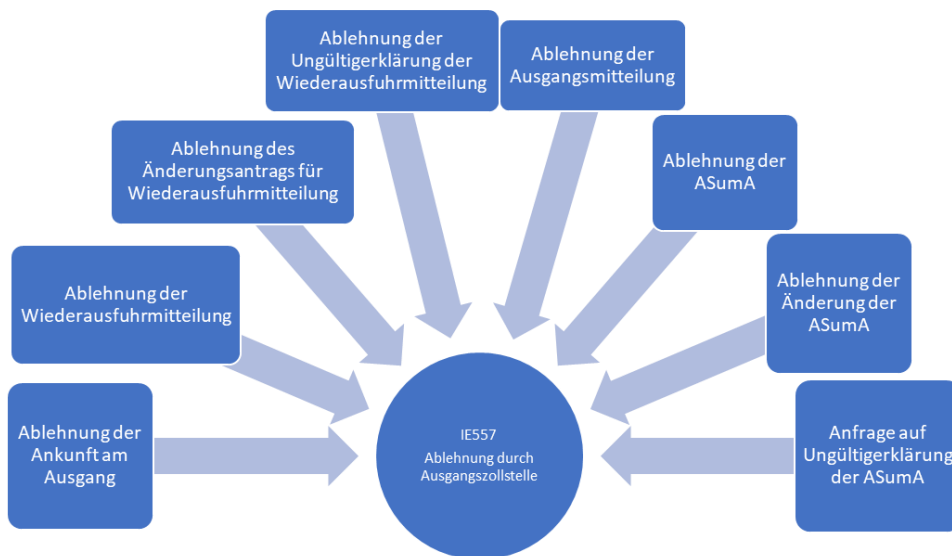 Ablehnung der
Ungültigerklärung der
Wiederausfuhrmitteilung
Ablehnung der
Ausgangsmitteilung
Ablehnung des
Änderungsantrags für
Wiederausfuhrmitteilung
Ablehnung der
ASumA
Ablehnung der
Wiederausfuhrmitteilung
Ablehnung der
Änderung der
ASumA
Ablehnung der
Ankunft am
Ausgang
IE557
Ablehnung durch
Ausgangszollstelle
Anfrage auf
Ungültigerklärung
der ASumA